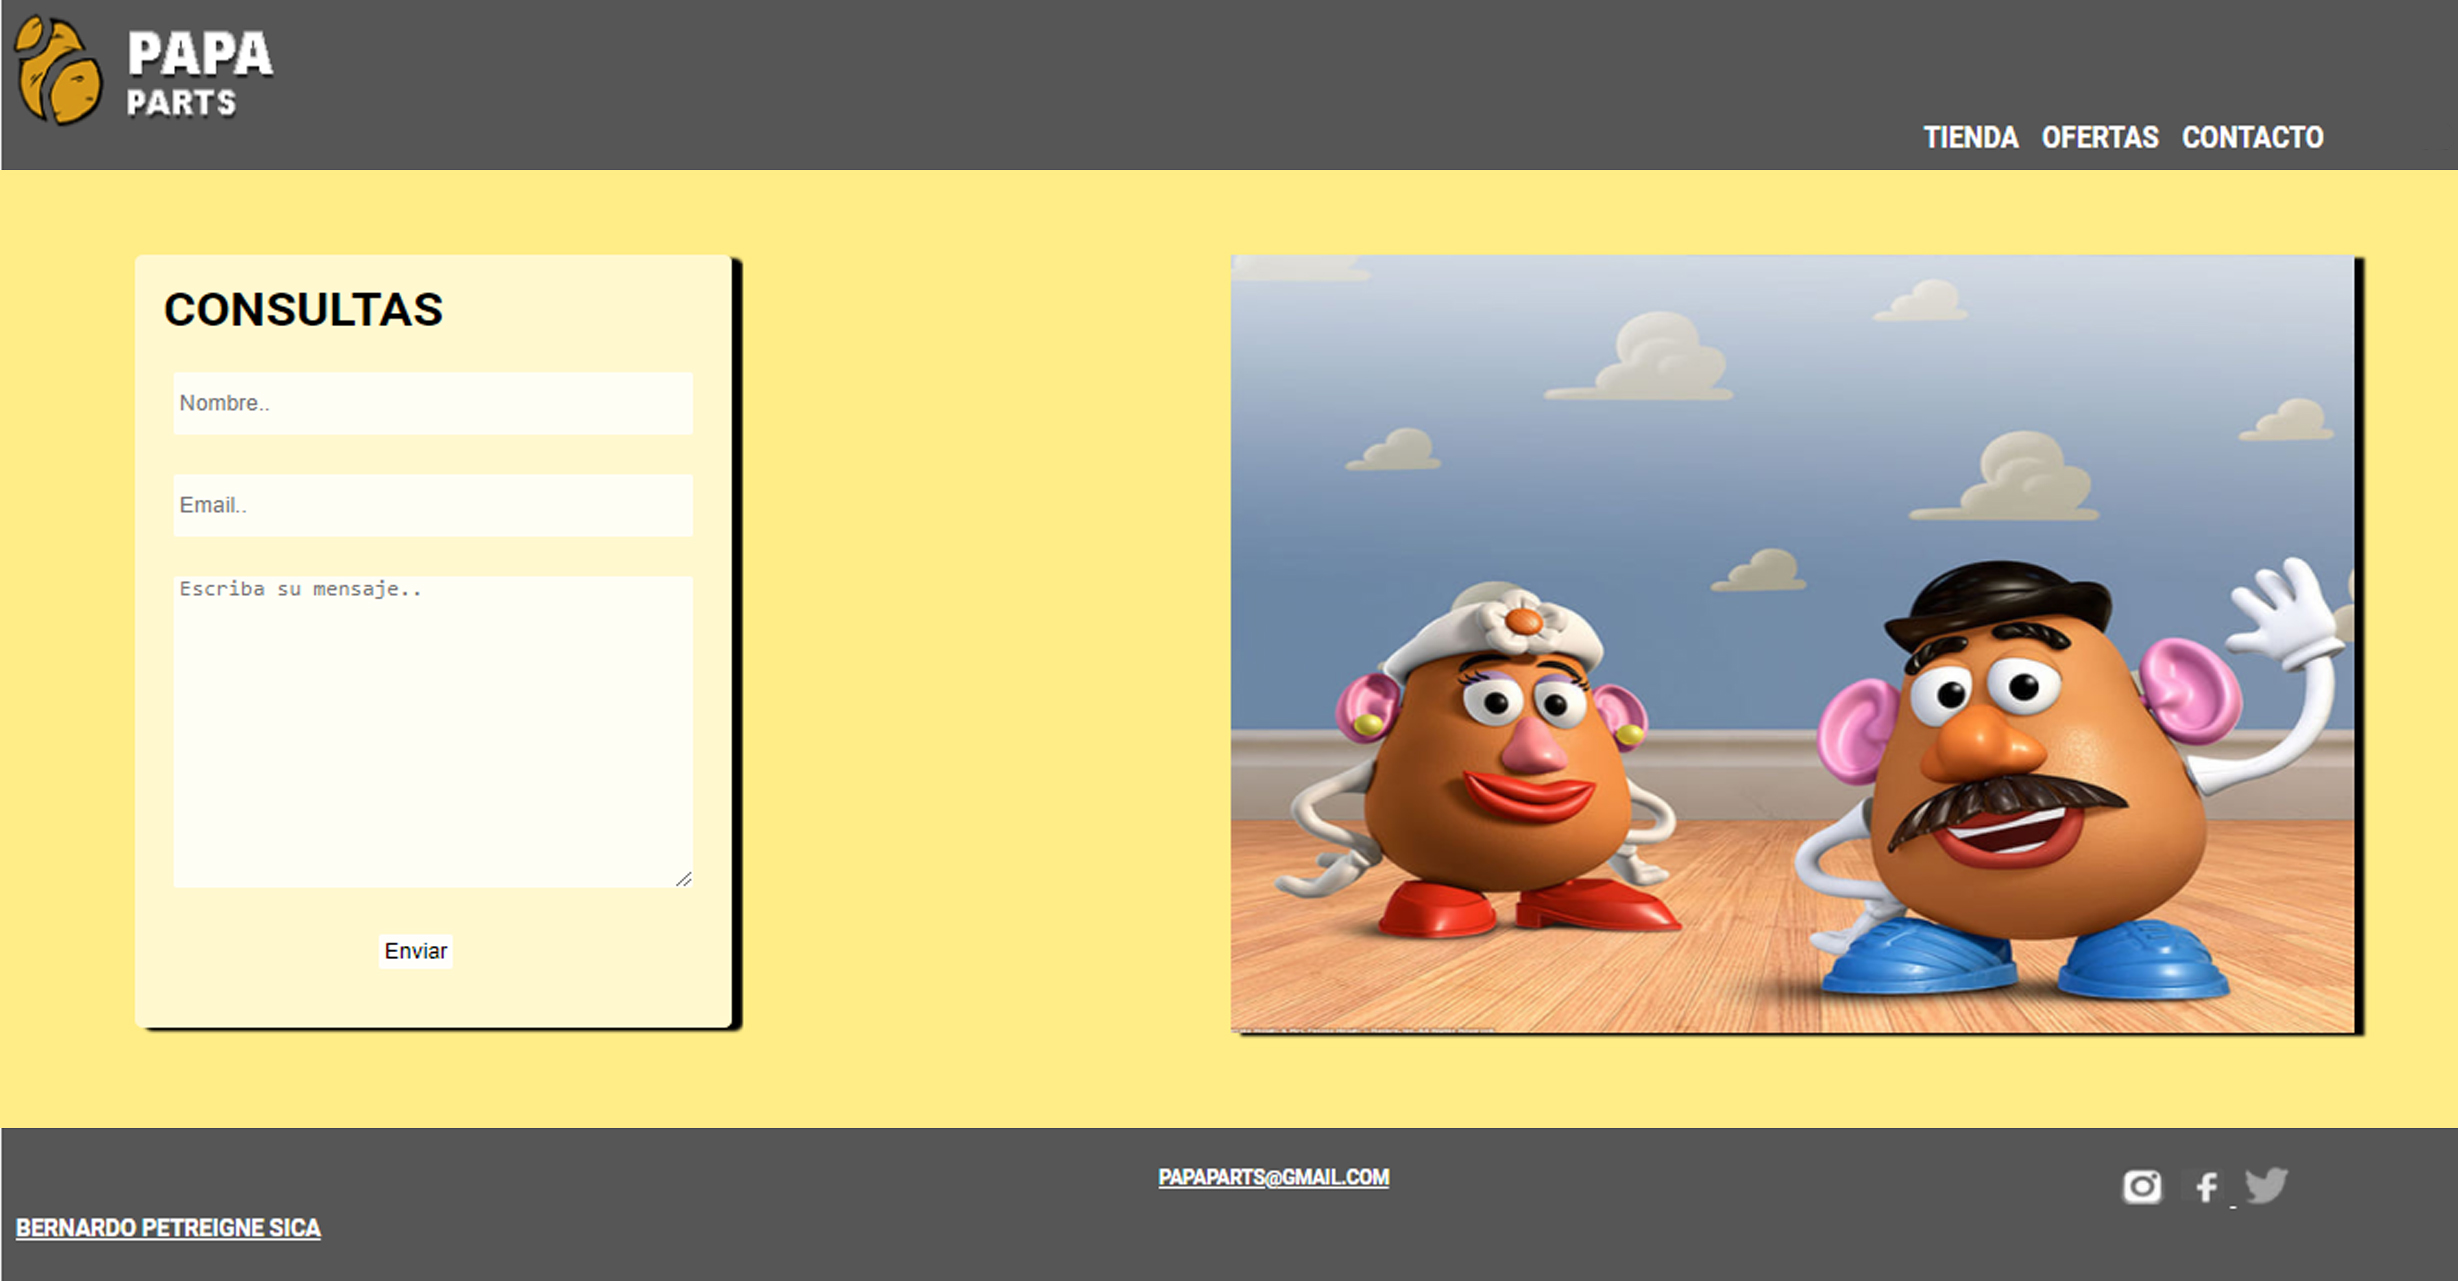 PAPA
PARTS
TIENDA OFERTAS CONTACTO
CONSULTAS
Nombre..
Email..
Escriba su mensaje..
Enviar
PAPAPARTS@GMAIL.COM
BERNARDO PETREIGNE SICA